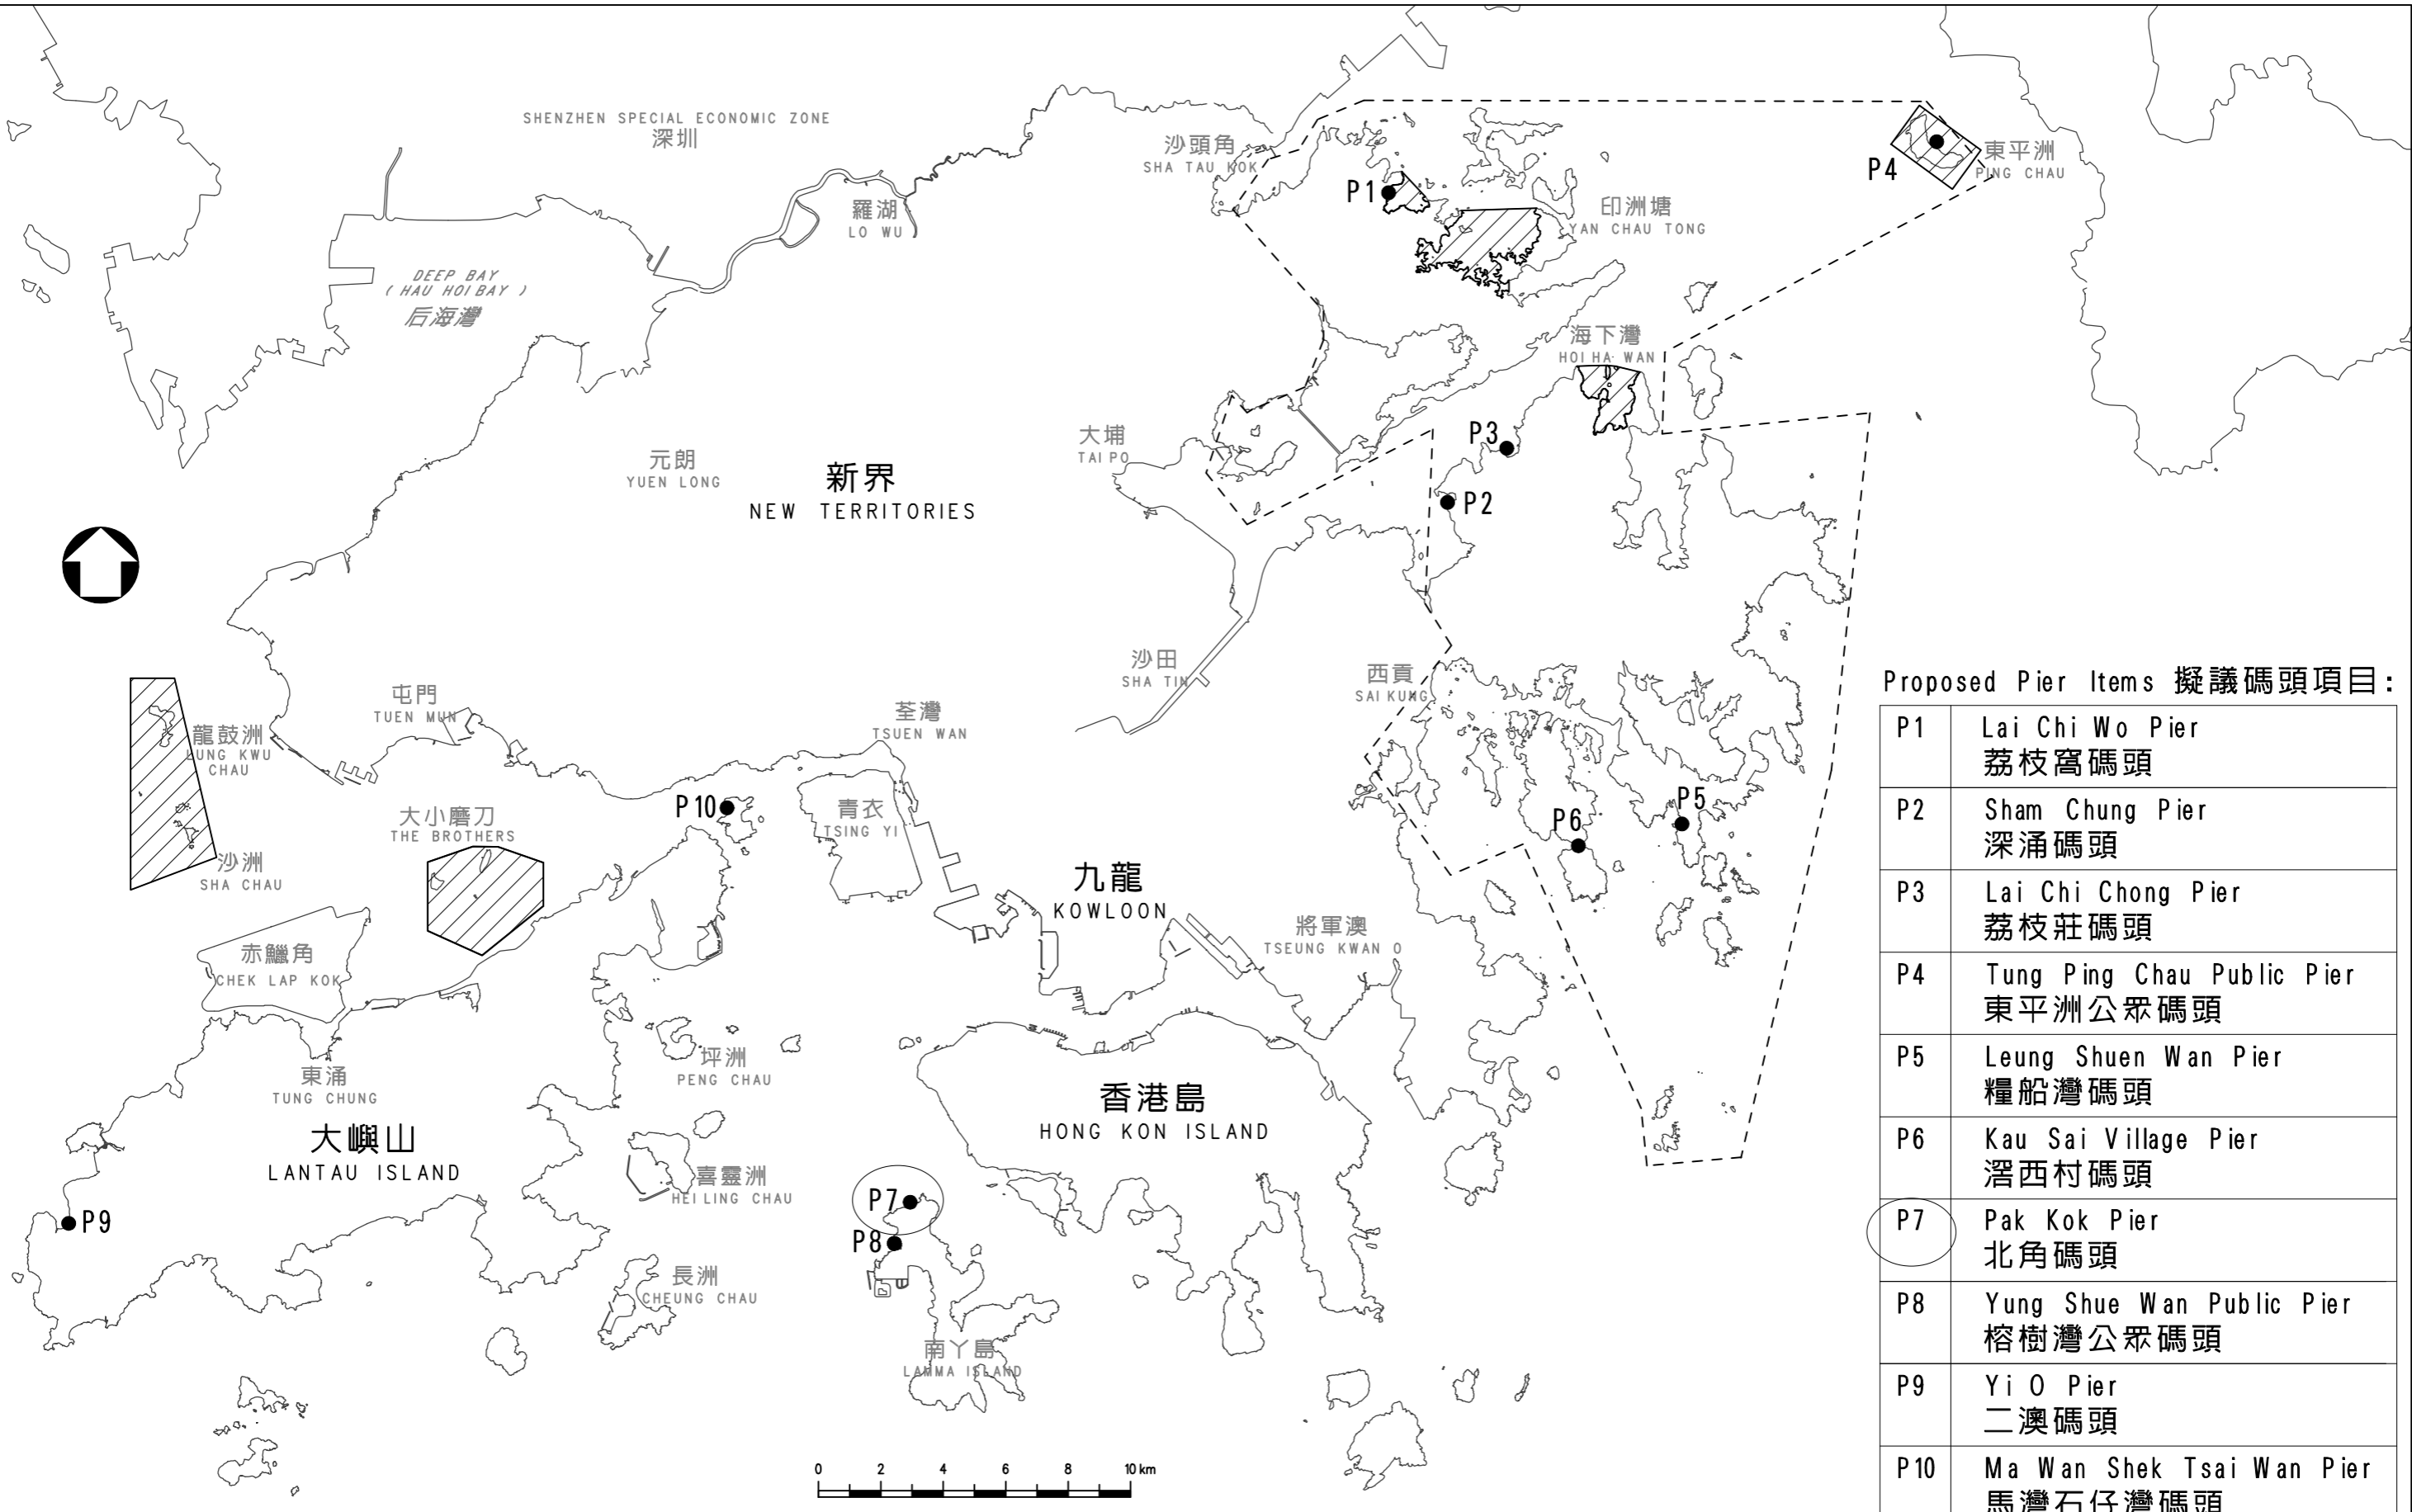 SHENZHEN SPECIAL ECONOMIC ZONE
深圳
沙頭角
SHA TAU KOK
羅湖
LO WU
DEEP BAY
( HAU HOI BAY )
后海灣
P1
印洲塘
YAN CHAU TONG
P4
東平洲
PING CHAU
海下灣
HOI HA WAN
P3
P2
大埔
TAI PO
元朗
YUEN LONG
新界
NEW TERRITORIES
沙田
SHA TIN
西貢
SAI KUNG
屯門
TUEN MUN
荃灣
TSUEN WAN
龍鼓洲
LUNG KWU
CHAU
沙洲
SHA CHAU
大小磨刀
THE BROTHERS
P10
青衣
TSING YI
P5
P6
九龍
KOWLOON
將軍澳
TSEUNG KWAN O
赤鱲角
CHEK LAP KOK
東涌
TUNG CHUNG
坪洲
PENG CHAU
香港島
HONG KON ISLAND
大嶼山
LANTAU ISLAND
喜靈洲
HEI LING CHAU
P7
P8
P9
長洲
CHEUNG CHAU
南丫島
LAMMA ISLAND
0 2 4 6 8 10 km
Proposed Pier Items 擬議碼頭項目:
P1 Lai Chi Wo Pier
荔枝窩碼頭
P2 Sham Chung Pier
深涌碼頭
P3 Lai Chi Chong Pier
荔枝莊碼頭
P4 Tung Ping Chau Public Pier
東平洲公眾碼頭
P5 Leung Shuen Wan Pier
糧船灣碼頭
P6 Kau Sai Village Pier
滘西村碼頭
P7 Pak Kok Pier
北角碼頭
P8 Yung Shue Wan Public Pier
榕樹灣公眾碼頭
P9 Yi O Pier
二澳碼頭
P10 Ma Wan Shek Tsai Wan Pier
馬灣石仔灣碼頭